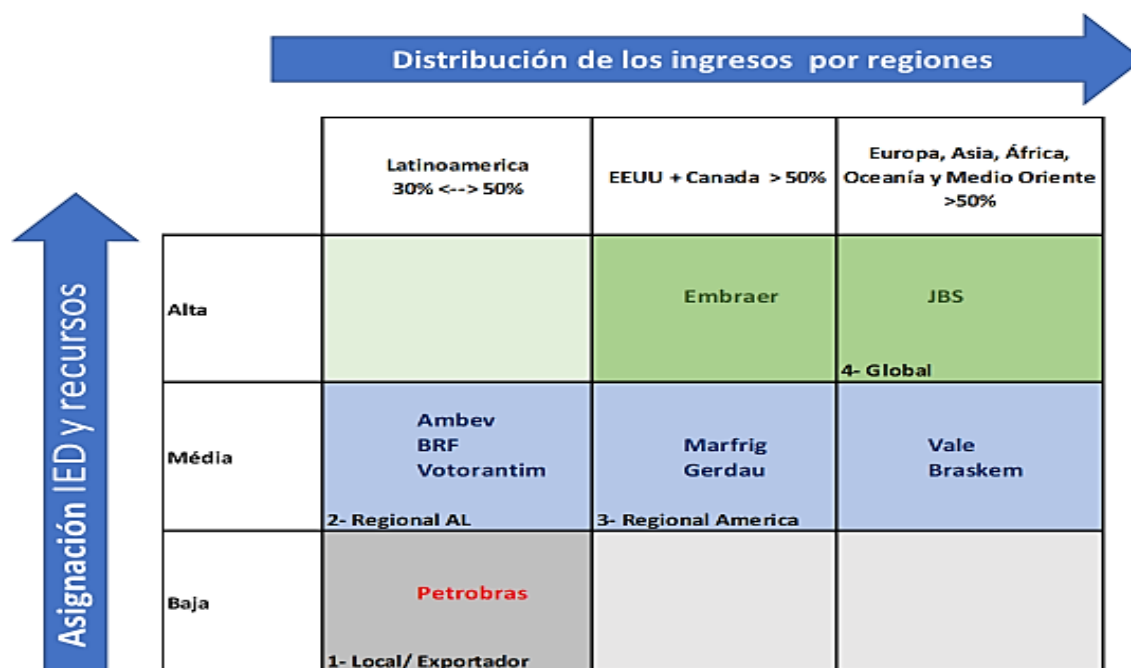 Distribución de los ingresos por regiones
Latinoamerica
30% <--> 50%
EEUU + Canada > 50%
Europa, Asia, África,
Oceanía y Medio Oriente
>50%
Asignación IED y recursos
Alta
Embraer
JBS
4- Global
Média
Ambev
BRF
Votorantim
2- Regional AL
Marfrig
Gerdau
3- Regional America
Vale
Braskem
Baja
Petrobras
1- Local/ Exportador